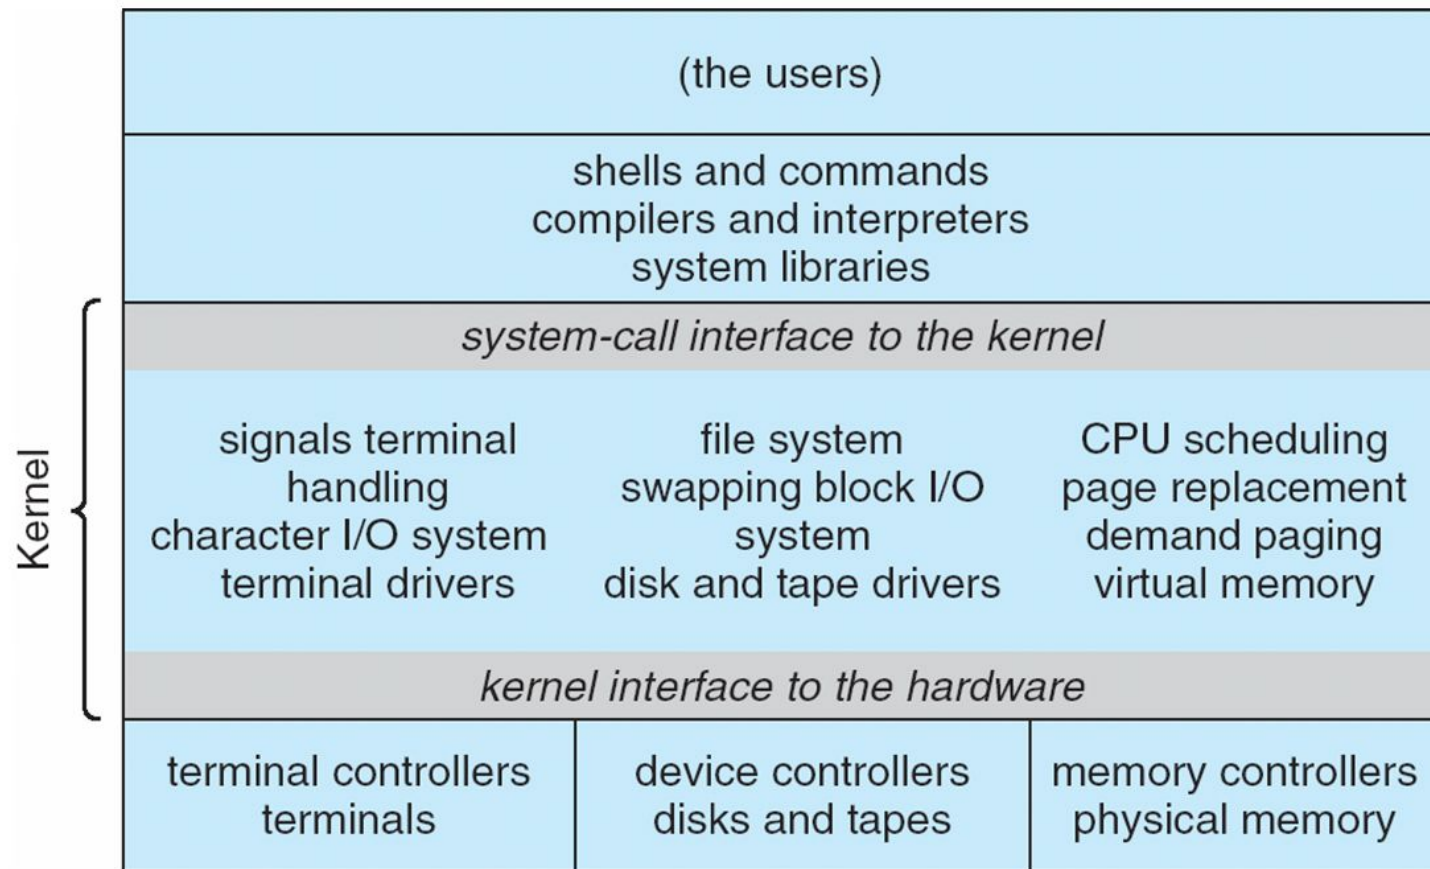 (the users)
shells and commands
compilers and interpreters
system libraries
Kernel
system-call interface to the kernel
signals terminal
handling
character I/O system
terminal drivers
file system
swapping block I/O
system
disk and tape drivers
CPU scheduling
page replacement
demand paging
virtual memory
kernel interface to the hardware
terminal controllers
terminals
device controllers
disks and tapes
memory controllers
physical memory